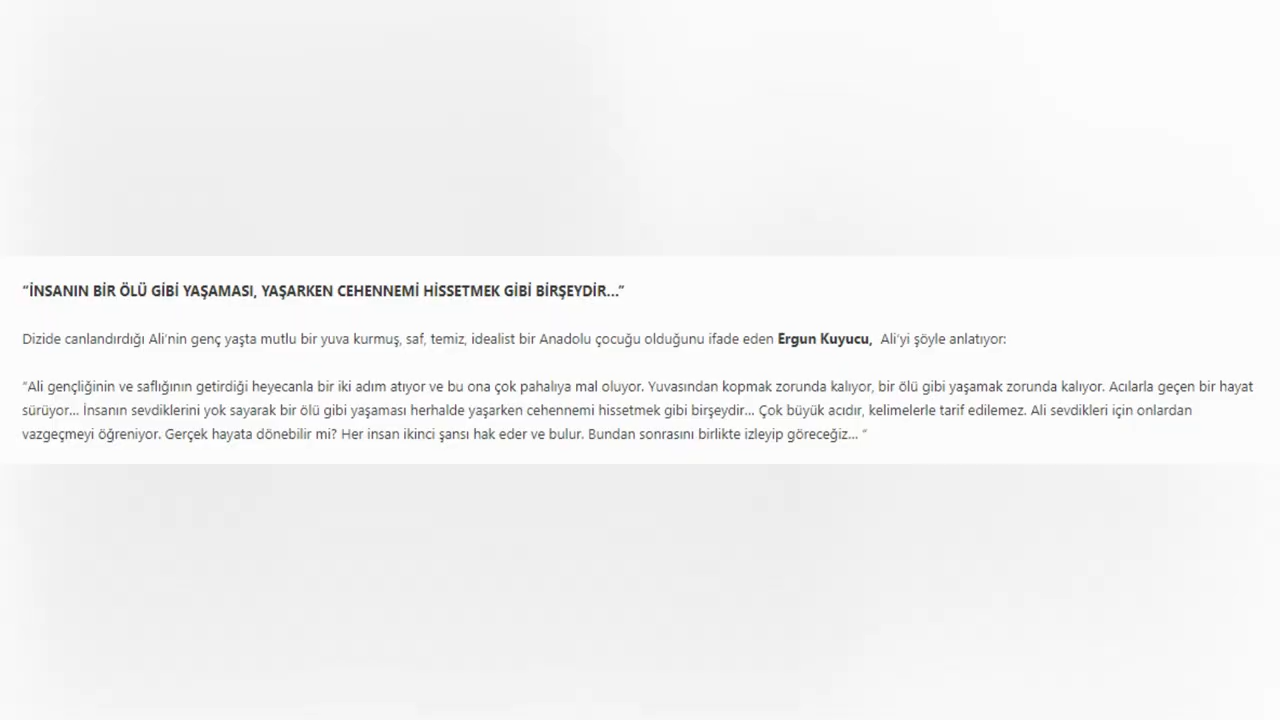 “İNSANIN BİR ÖLÜ GİBİ YAŞAMASI, YAŞARKEN CEHENNEMİ HİSSETMEK GİBİ BİRŞEYDİR…”
Dizide canlandırdığı Ali’nin genç yaşta mutlu bir yuva kurmuş, saf, temiz, idealist bir Anadolu çocuğu olduğunu ifade eden Ergun Kuyucu,  Ali’yi şöyle anlatıyor:
“Ali gençliğinin ve saflığının getirdiği heyecanla bir iki adım atıyor ve bu ona çok pahalıya mal oluyor. Yuvasından kopmak zorunda kalıyor, bir ölü gibi yaşamak zorunda kalıyor. Acılarla geçen bir hayat
sürüyor… İnsanın sevdiklerini yok sayarak bir ölü gibi yaşaması herhalde yaşarken cehennemi hissetmek gibi birşeydir… Çok büyük acıdır, kelimelerle tarif edilemez. Ali sevdikleri için onlardan
vazgeçmeyi öğreniyor. Gerçek hayata dönebilir mi? Her insan ikinci şansı hak eder ve bulur. Bundan sonrasını birlikte izleyip göreceğiz… “